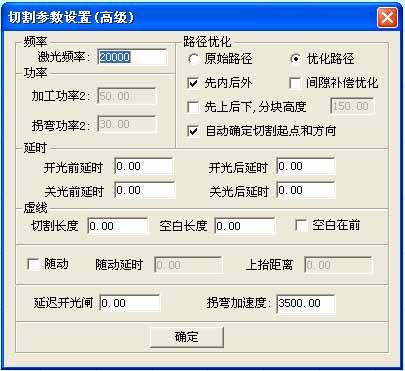 切割参数设置(高级)
频率
激光频率: 20000
功率
加工功率2: 50.00
拐弯功率2: 30.00
路径优化
原始路径 优化路径
先内后外 间隙补偿优化
先上后下,分块高度 150.00
自动确定切割起点和方向
延时
开光前延时 0.00 开光后延时 0.00
关光前延时 0.00 关光后延时 0.00
虚线
切割长度 0.00 空白长度 0.00 空白在前
随动 随动延时 0.00 上抬距离 0.00
延迟开光闸 0.00 拐弯加速度: 3500.00
确定